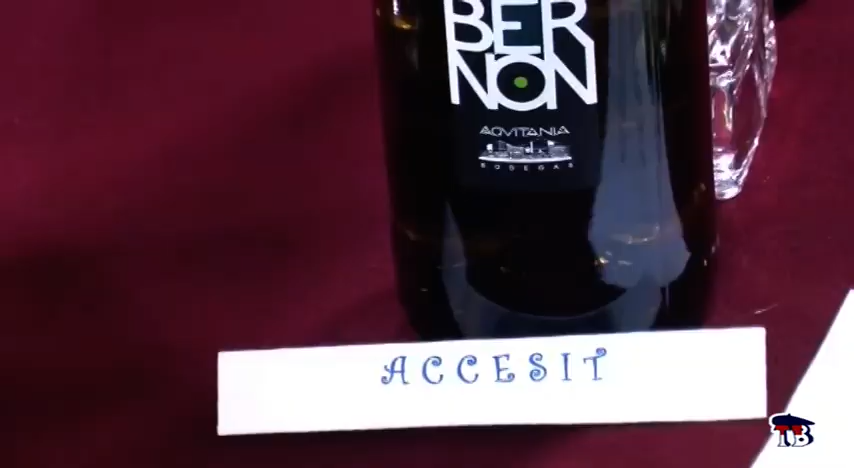 BER
NON
AQVITANIA
BODEGAS
ACCESIT
TB